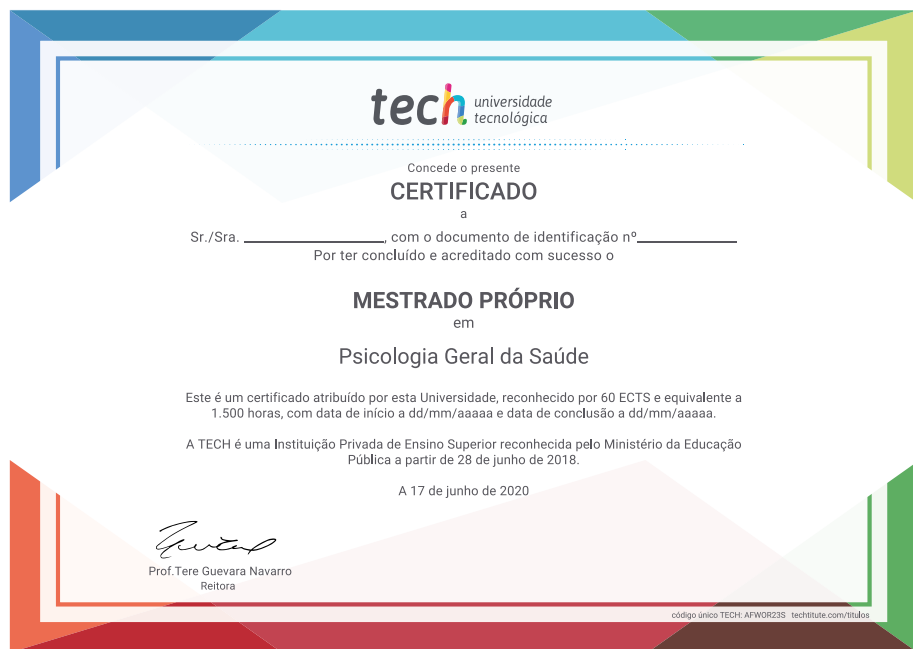 tech universidade
tecnológica
Concede o presente
CERTIFICADO
a
Sr./Sra. ________________, com o documento de identificação nº____________
Por ter concluído e acreditado com sucesso o
MESTRADO PRÓPRIO
em
Psicologia Geral da Saúde
Este é um certificado atribuído por esta Universidade, reconhecido por 60 ECTS e equivalente a
1.500 horas, com data de início a dd/mm/aaaaa e data de conclusão a dd/mm/aaaaa.
A TECH é uma Instituição Privada de Ensino Superior reconhecida pelo Ministério da Educação
Pública a partir de 28 de junho de 2018.
A 17 de junho de 2020
Prof.Tere Guevara Navarro
Reitora
código único TECH: AFWOR23S techtitute.com/titulos